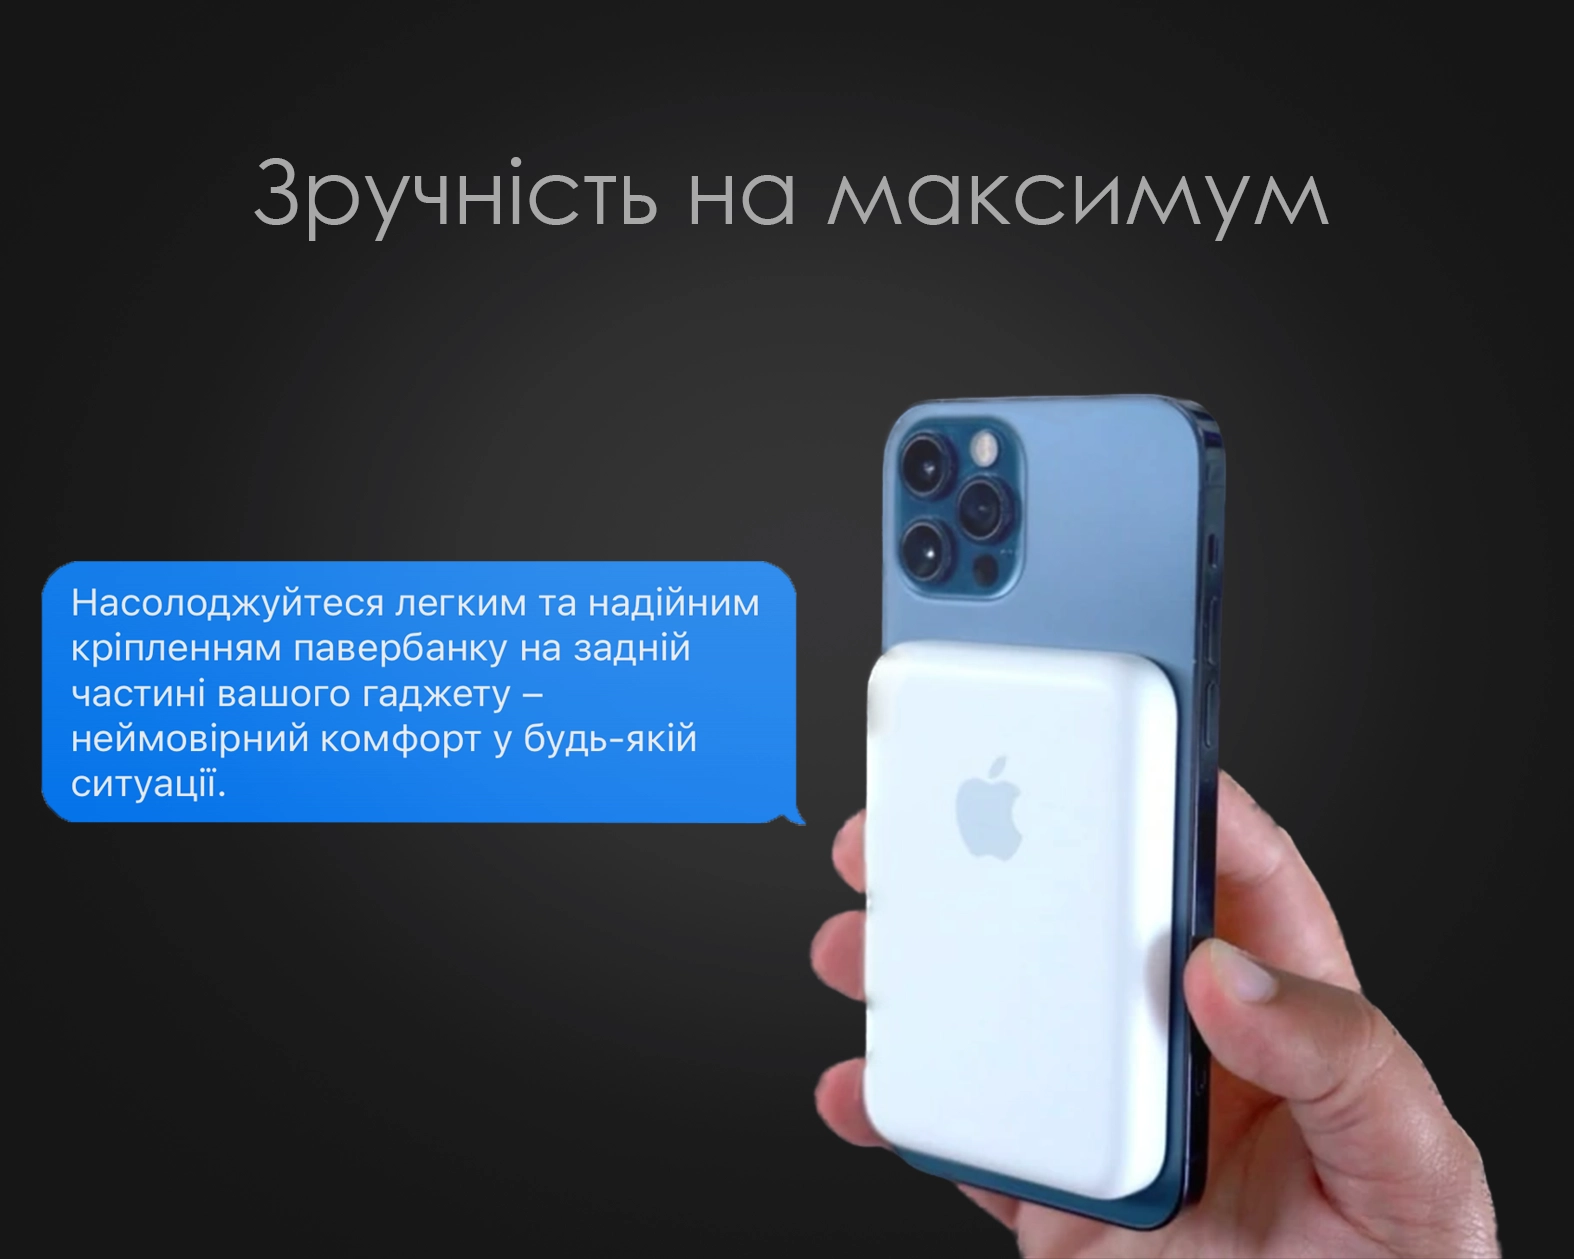 Зручність на максимум
Насолоджуйтеся легким та надійним
кріпленням павербанку на задній
частині вашого гаджету –
неймовірний комфорт у будь-якій
ситуації.